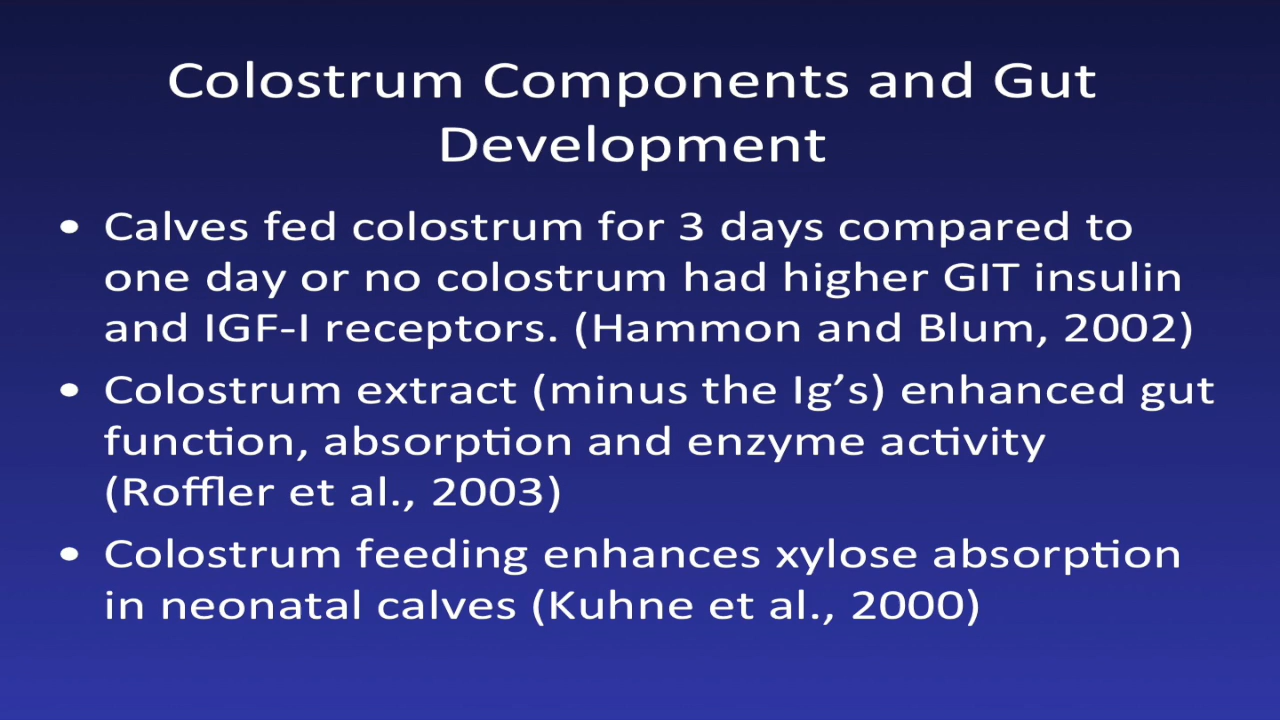 Colostrum Components and Gut
Development
• Calves fed colostrum for 3 days compared to
one day or no colostrum had higher GIT insulin
and IGF-I receptors. (Hammon and Blum, 2002)
• Colostrum extract (minus the Ig’s) enhanced gut
function, absorption and enzyme activity
(Roffler et al., 2003)
• Colostrum feeding enhances xylose absorption
in neonatal calves (Kuhne et al., 2000)